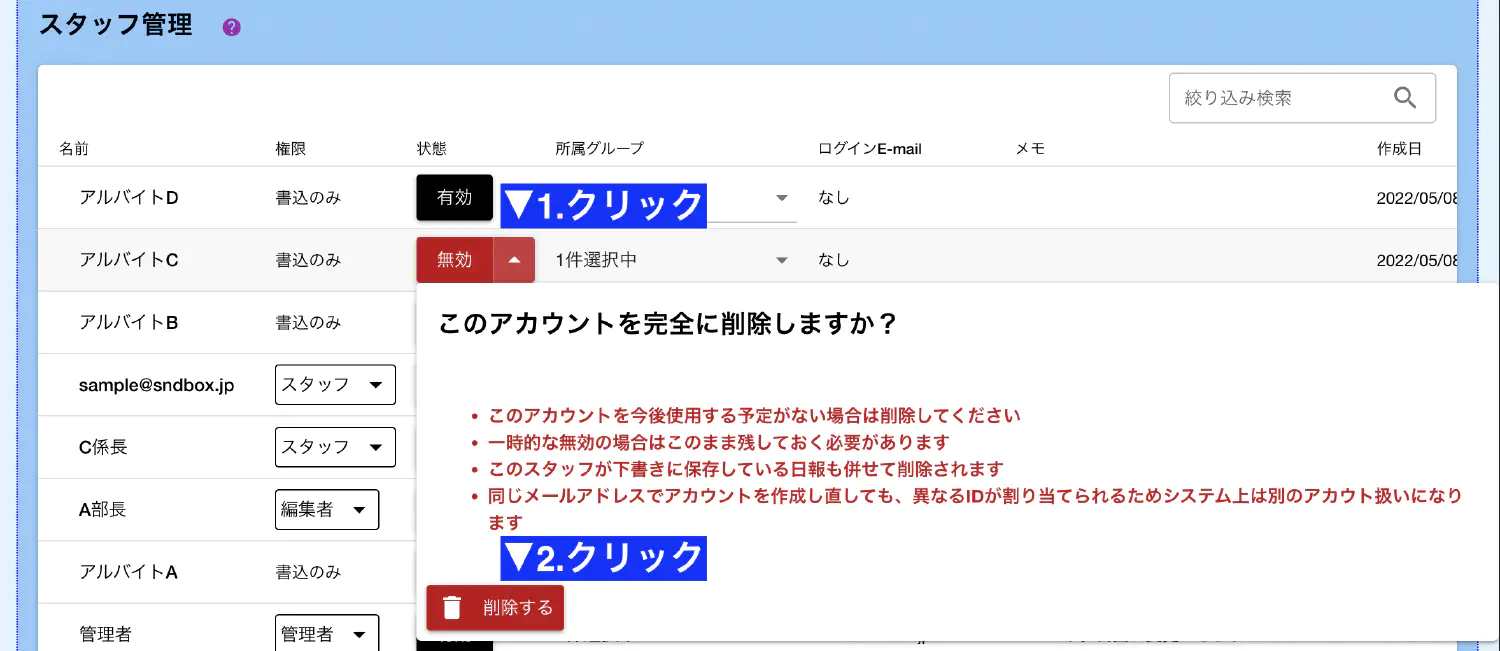 スタッフ管理 ?
絞り込み検索
名前 権限 状態 所属グループ ログインE-mail メモ 作成日
アルバイトD 書込のみ 有効 ▼1.クリック なし 2022/05/08
アルバイトC 書込のみ 無効 1件選択中 なし 2022/05/08
アルバイトB 書込のみ
このアカウントを完全に削除しますか？
sample@sndbox.jp スタッフ
・このアカウントを今後使用する予定がない場合は削除してください
・一時的な無効の場合はこのまま残しておく必要があります
C係長 スタッフ
・このスタッフが下書きに保存している日報も併せて削除されます
・同じメールアドレスでアカウントを作成し直しても、異なるIDが割り当てられるためシステム上は別のアカウト扱いになり
ます
A部長 編集者
▼2.クリック
アルバイトA 書込のみ
削除する
管理者 管理者